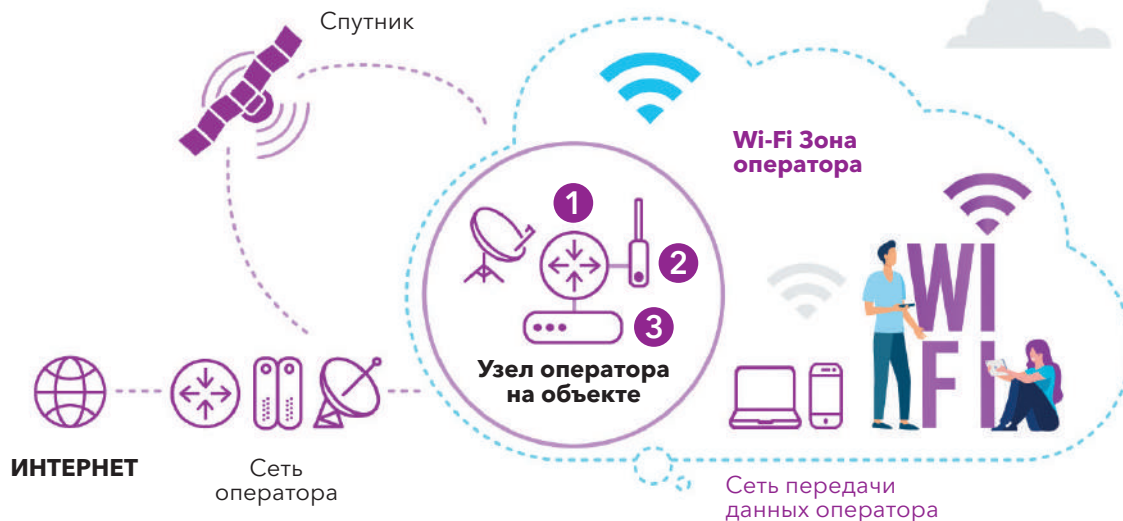 Спутник
Wi-Fi Зона
оператора
1
2
3
Узел оператора
на объекте
WI
FI
ИНТЕРНЕТ
Сеть
оператора
Сеть передачи
данных оператора